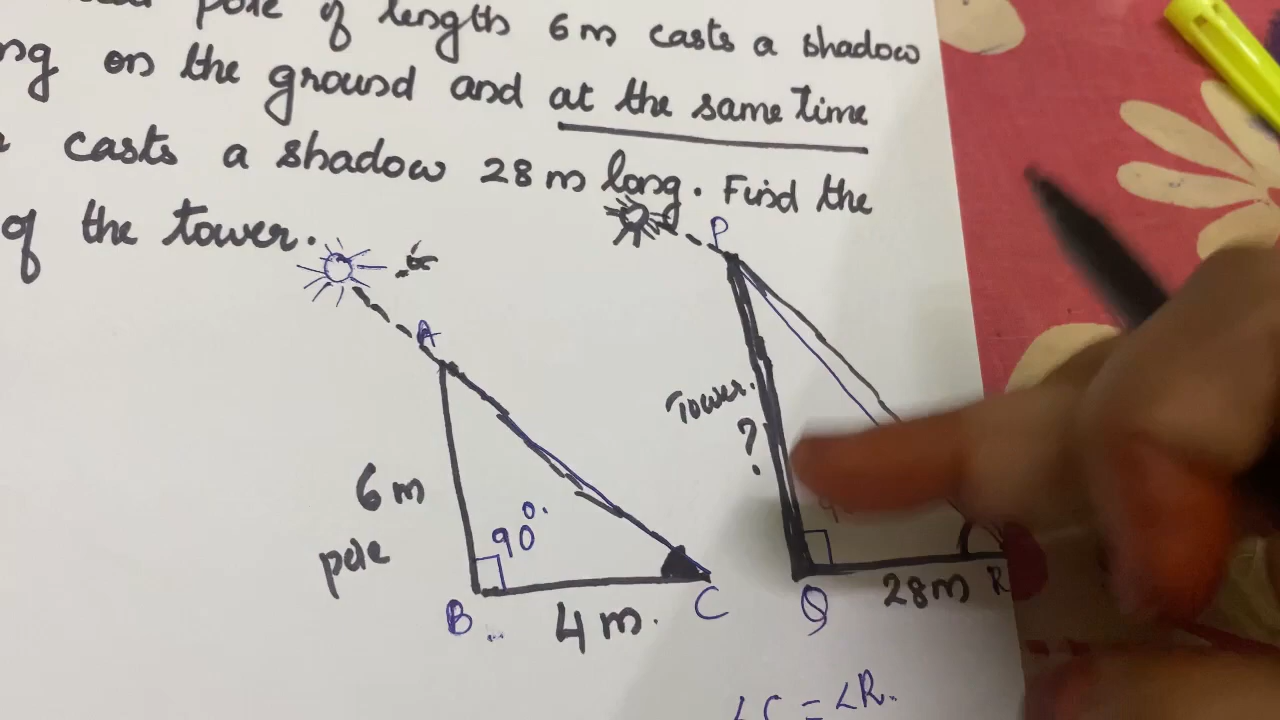 pole of length 6 m casts a shadow
ng on the ground and at the same time
casts a shadow 28 m long. Find the
of the tower.
P
A
Tower.
?
6 m
pole
90°
B
4 m.
C
Q
28 m
R
∠C = ∠R.